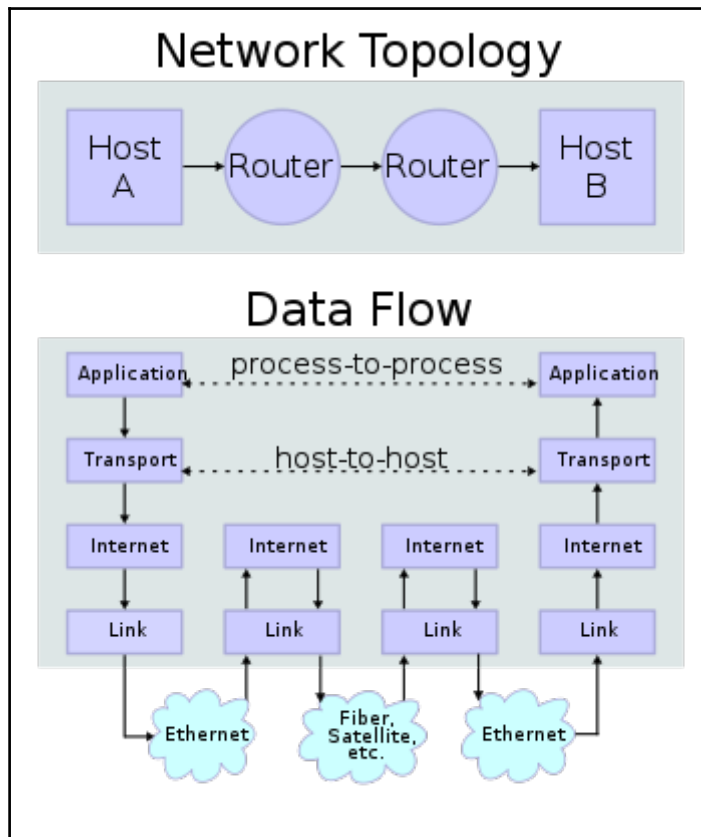 Network Topology
Host
A
Router
Router
Host
B
Data Flow
Application
process-to-process
Application
Transport
host-to-host
Transport
Internet
Internet
Internet
Internet
Link
Link
Link
Link
Ethernet
Fiber,
Satellite,
etc.
Ethernet